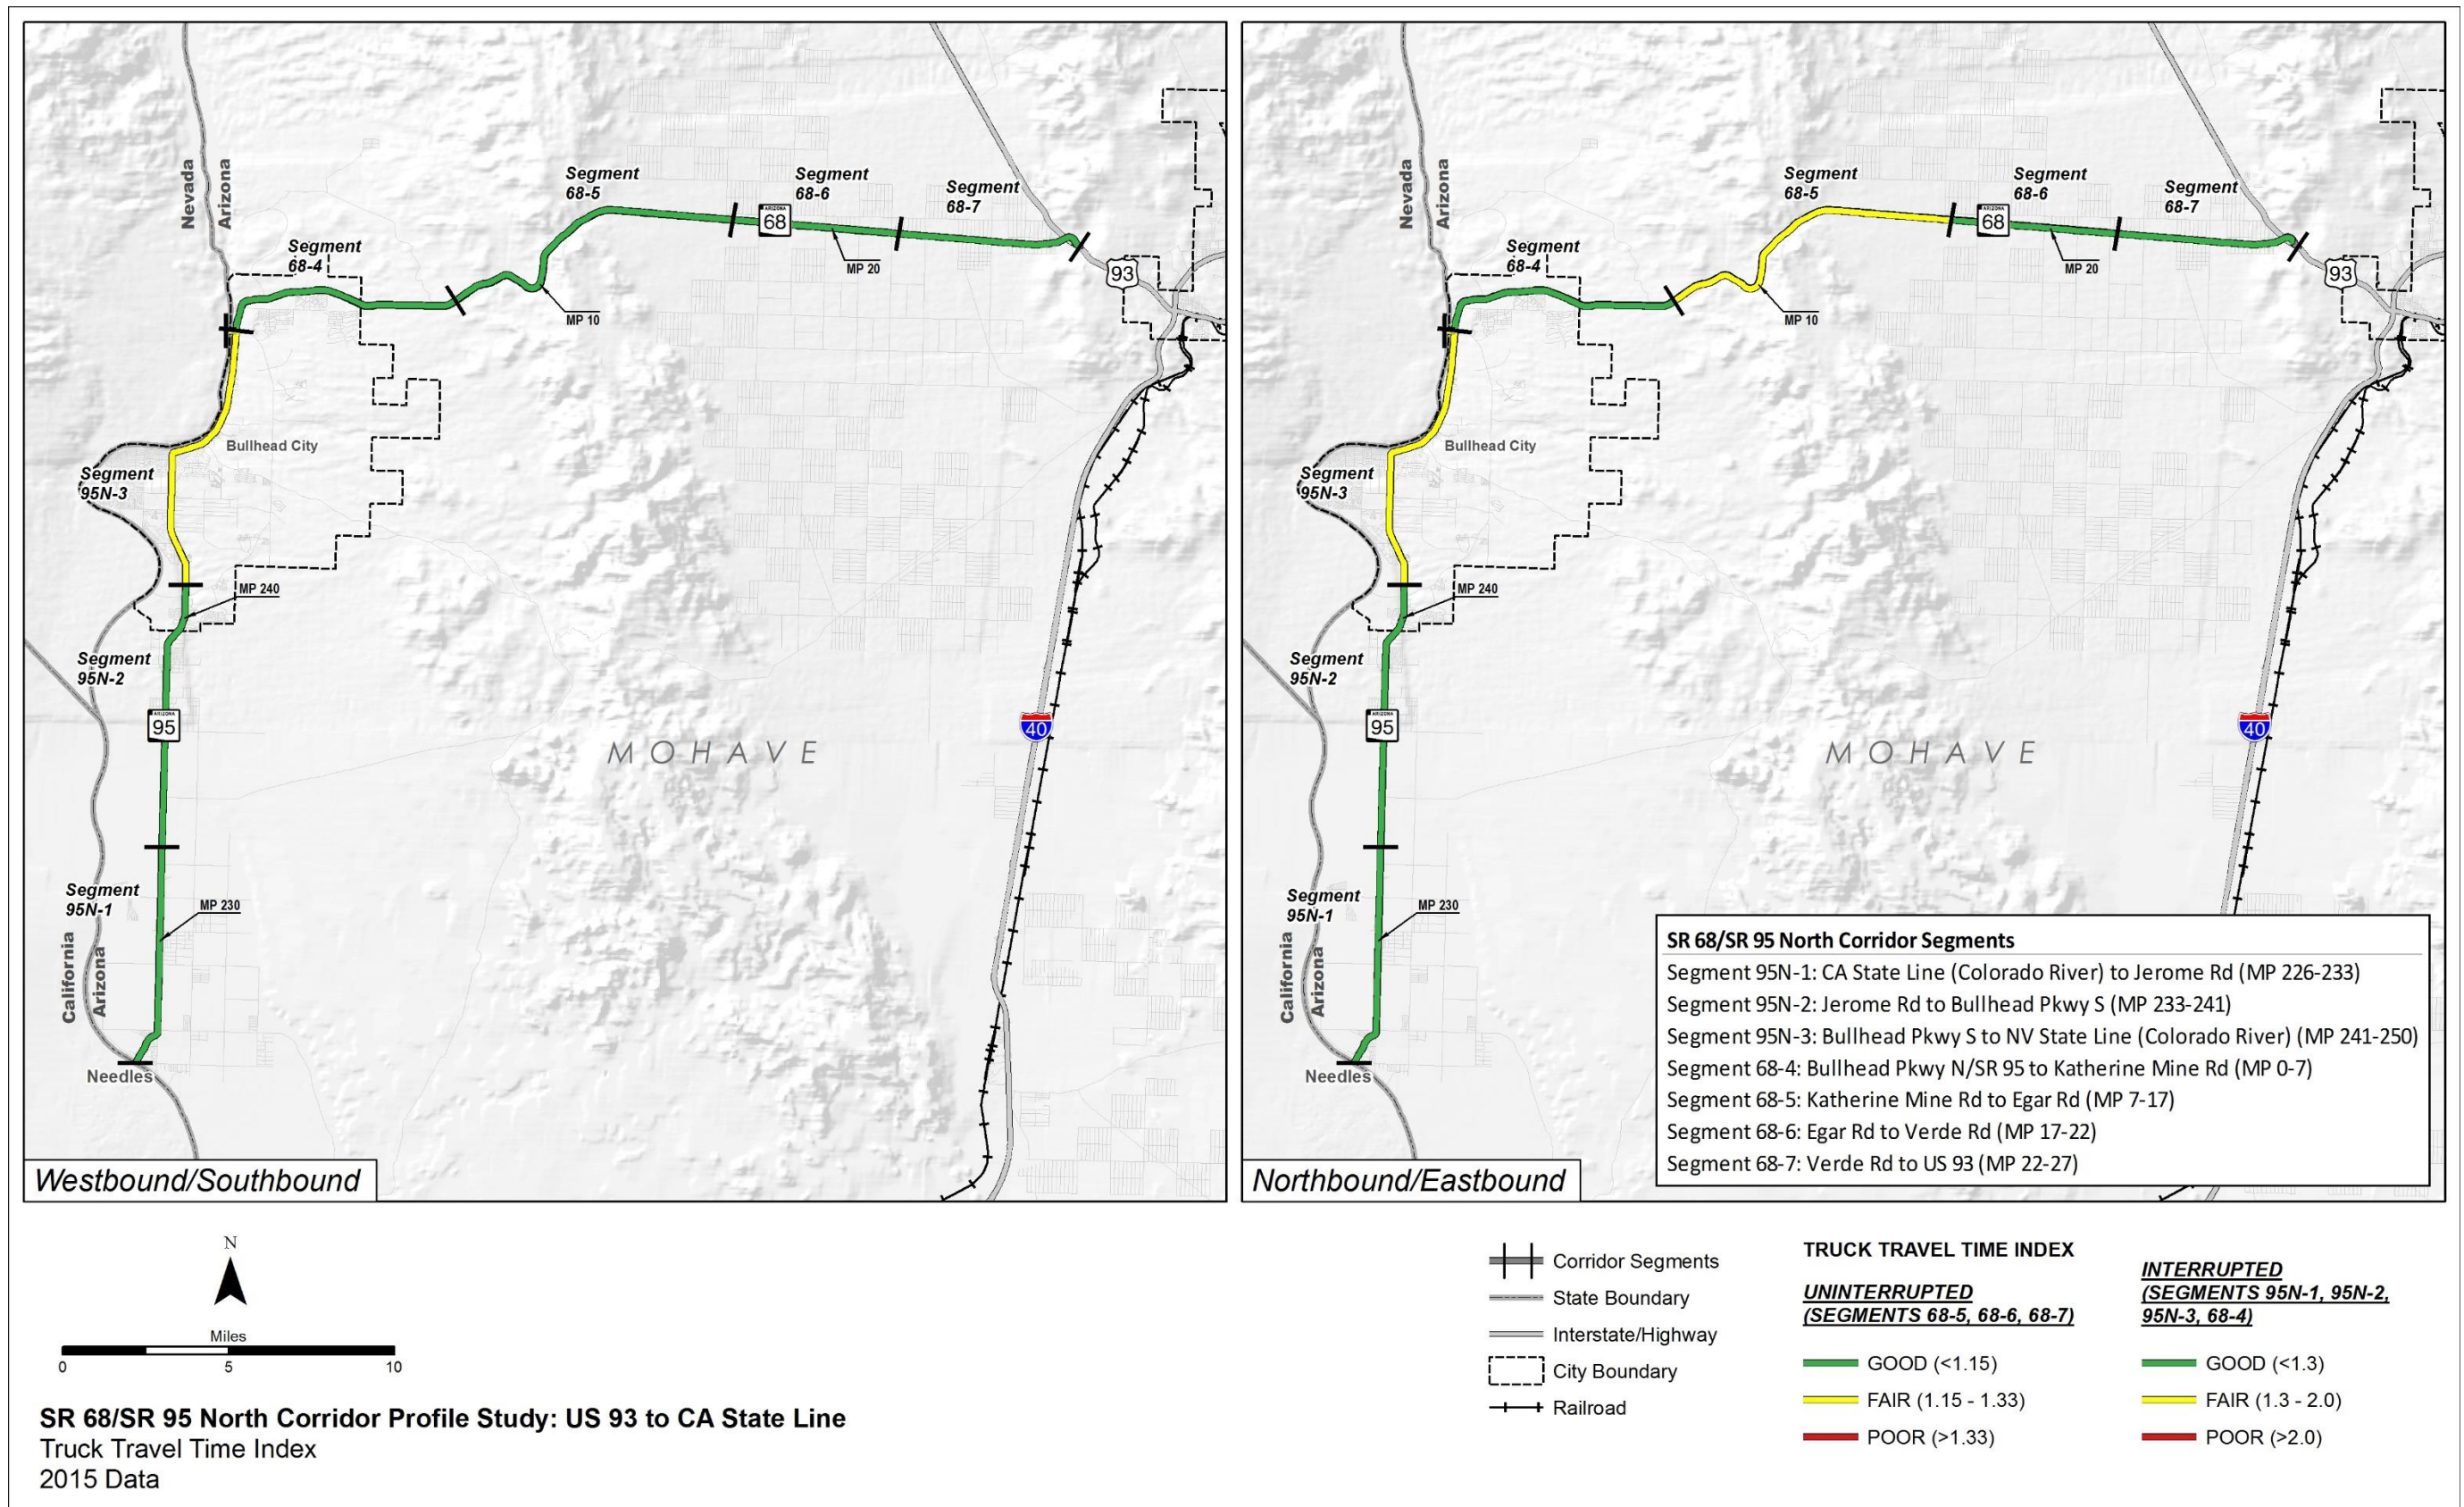 Nevada
Arizona
Segment
68-4
Segment
68-5
Segment
68-6
Segment
68-7
ARIZONA
68
MP 20
93
MP 10
Bullhead City
Segment
95N-3
MP 240
Segment
95N-2
ARIZONA
95
MOHAVE
40
Segment
95N-1
MP 230
California
Arizona
Needles
Westbound/Southbound
Nevada
Arizona
Segment
68-4
Segment
68-5
Segment
68-6
Segment
68-7
ARIZONA
68
MP 20
93
MP 10
Bullhead City
Segment
95N-3
MP 240
Segment
95N-2
ARIZONA
95
MOHAVE
40
Segment
95N-1
MP 230
California
Arizona
Needles
Northbound/Eastbound
SR 68/SR 95 North Corridor Segments
Segment 95N-1: CA State Line (Colorado River) to Jerome Rd (MP 226-233)
Segment 95N-2: Jerome Rd to Bullhead Pkwy S (MP 233-241)
Segment 95N-3: Bullhead Pkwy S to NV State Line (Colorado River) (MP 241-250)
Segment 68-4: Bullhead Pkwy N/SR 95 to Katherine Mine Rd (MP 0-7)
Segment 68-5: Katherine Mine Rd to Egar Rd (MP 7-17)
Segment 68-6: Egar Rd to Verde Rd (MP 17-22)
Segment 68-7: Verde Rd to US 93 (MP 22-27)
N
Miles
0 5 10
SR 68/SR 95 North Corridor Profile Study: US 93 to CA State Line
Truck Travel Time Index
2015 Data
Corridor Segments
State Boundary
Interstate/Highway
City Boundary
Railroad
TRUCK TRAVEL TIME INDEX
UNINTERRUPTED
(SEGMENTS 68-5, 68-6, 68-7)
GOOD (<1.15)
FAIR (1.15 - 1.33)
POOR (>1.33)
INTERRUPTED
(SEGMENTS 95N-1, 95N-2,
95N-3, 68-4)
GOOD (<1.3)
FAIR (1.3 - 2.0)
POOR (>2.0)